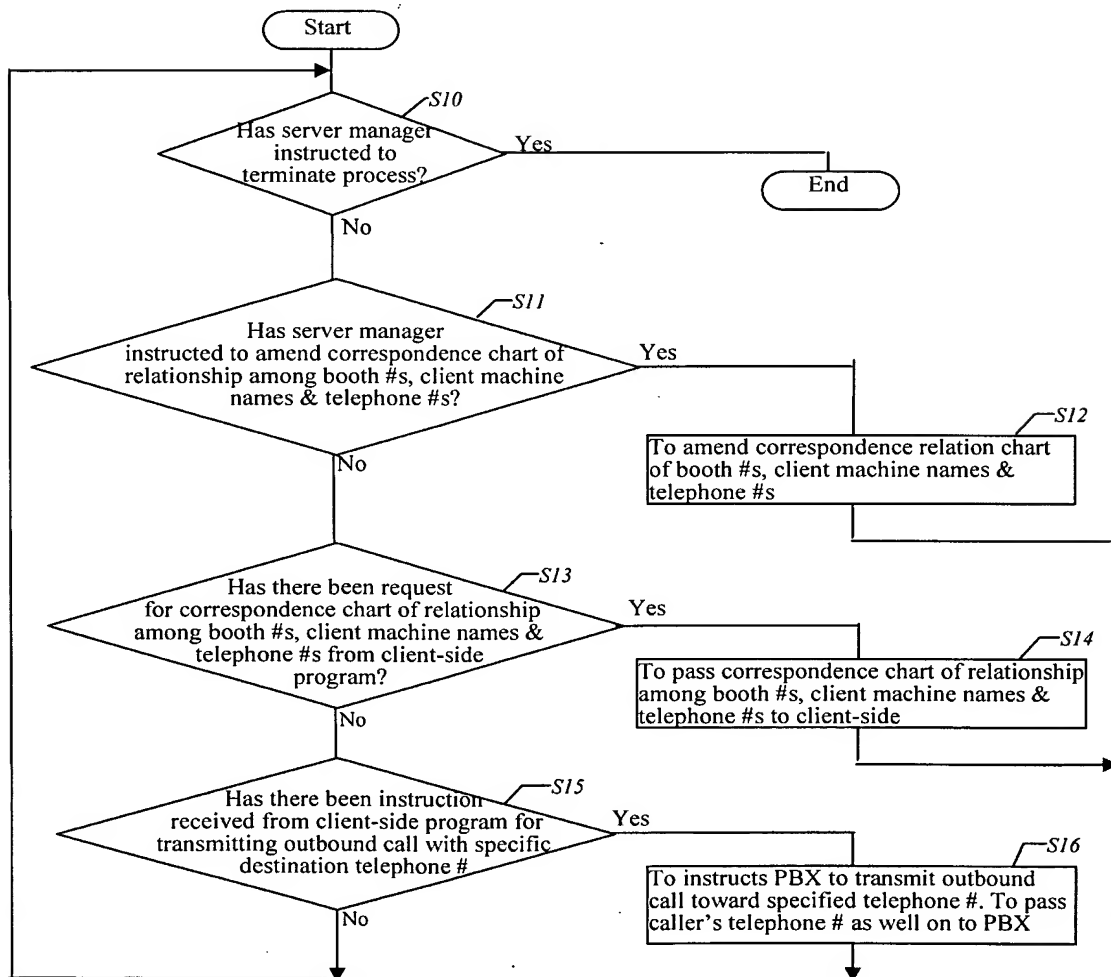 Start
S10
Has server manager
instructed to
terminate process?
Yes
End
No
S11
Has server manager
instructed to amend correspondence chart of
relationship among booth #s, client machine
names & telephone #s?
Yes
S12
To amend correspondence relation chart
of booth #s, client machine names &
telephone #s
No
S13
Has there been request
for correspondence chart of relationship
among booth #s, client machine names &
telephone #s from client-side
program?
Yes
S14
To pass correspondence chart of relationship
among booth #s, client machine names &
telephone #s to client-side
No
S15
Has there been instruction
received from client-side program for
transmitting outbound call with specific
destination telephone #
Yes
S16
To instructs PBX to transmit outbound
call toward specified telephone #. To pass
caller's telephone # as well on to PBX
No